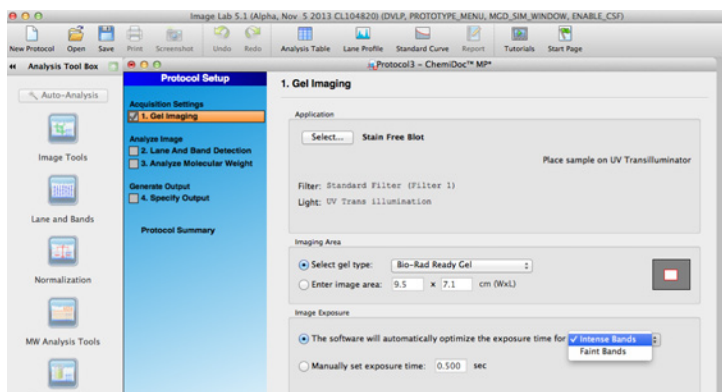 Image Lab 5.1 (Alpha, Nov 5 2013 CL104820) (DVLP, PROTOTYPE_MENU, MGD_SIM_WINDOW, ENABLE_CSF)
New Protocol Open Save Print Screenshot Undo Redo Analysis Table Lane Profile Standard Curve Report Tutorials Start Page
Analysis Tool Box
Protocol3 - ChemiDoc™ MP*
Auto-Analysis
Image Tools
Lane and Bands
Normalization
MW Analysis Tools
Protocol Setup
Acquisition Settings
1. Gel Imaging
Analyze Image
2. Lane And Band Detection
3. Analyze Molecular Weight
Generate Output
4. Specify Output
Protocol Summary
1. Gel Imaging
Application
Select... Stain Free Blot
Place sample on UV Transilluminator
Filter: Standard Filter (Filter 1)
Light: UV Trans illumination
Imaging Area
Select gel type: Bio-Rad Ready Gel
Enter image area: 9.5 x 7.1 cm (WxL)
Image Exposure
The software will automatically optimize the exposure time for ✓ Intense Bands
Faint Bands
Manually set exposure time: 0.500 sec